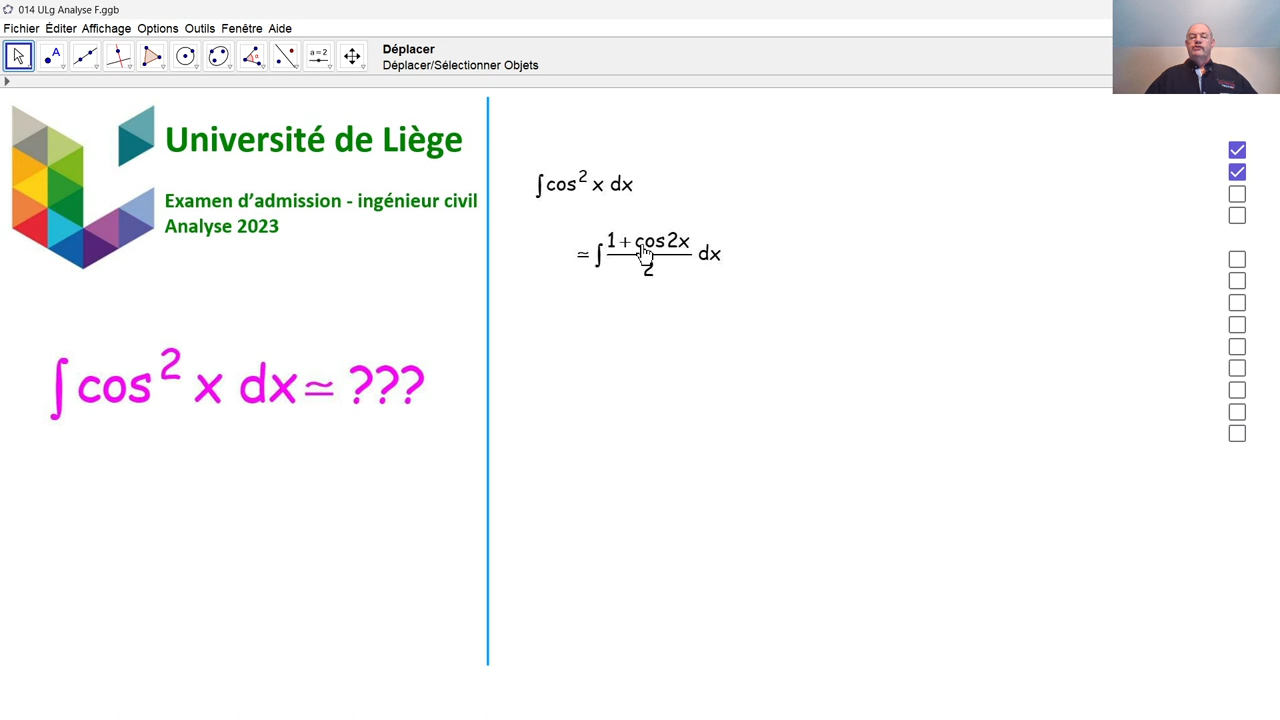 014 ULg Analyse F.ggb
Fichier Éditer Affichage Options Outils Fenêtre Aide
A
a=2
Déplacer
Déplacer/Sélectionner Objets
Université de Liège
Examen d’admission - ingénieur civil
Analyse 2023
∫cos² x dx≃ ???
∫cos² x dx
≃ ∫(1+cos2x)/2 dx